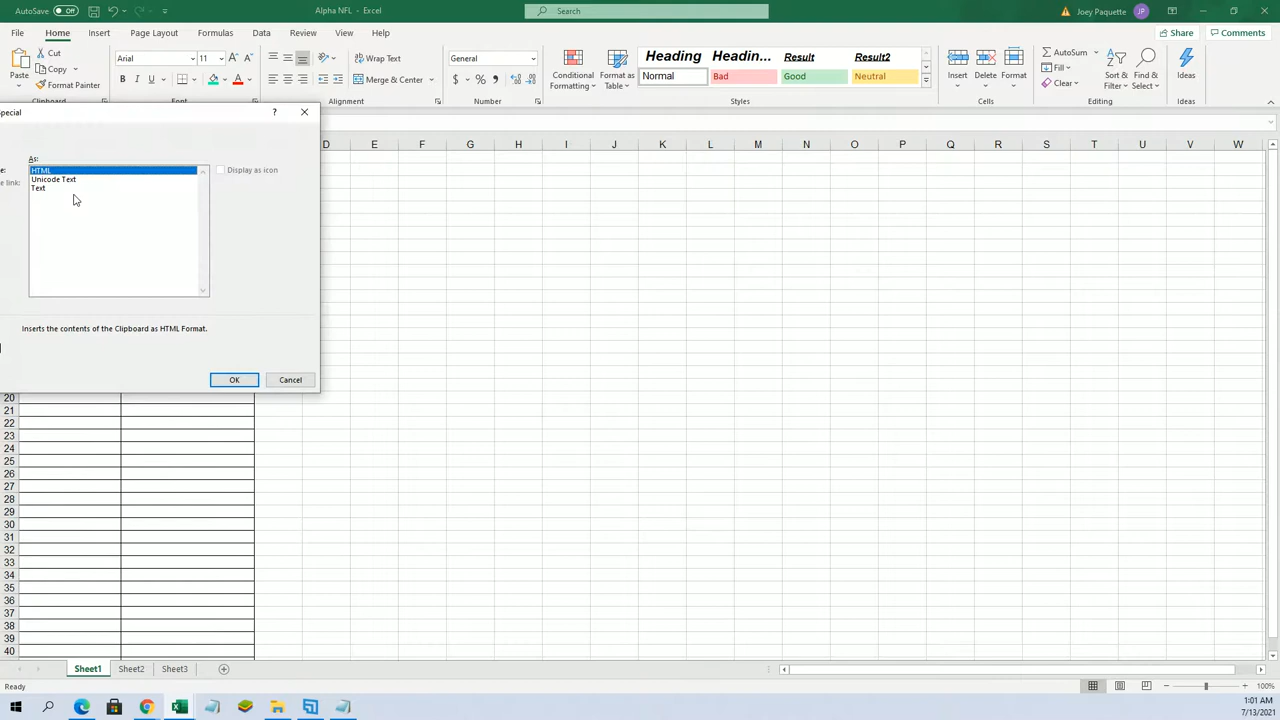 AutoSave Off Alpha NFL - Excel Search Joey Paquette JP
File Home Insert Page Layout Formulas Data Review View Help Share Comments
Paste Cut Copy Format Painter
Clipboard
Arial 11 A A
B I U A
Font
Wrap Text
Merge & Center
Alignment
General
$ % ,
Number
Conditional Formatting
Format as Table
Heading Headin... Result Result2
Normal Bad Good Neutral
Styles
Insert Delete Format
Cells
AutoSum
Fill
Clear
Sort & Filter
Find & Select
Editing
Ideas
Ideas
Special ? ×
As:
HTML
Unicode Text
Text
Display as icon
Inserts the contents of the Clipboard as HTML Format.
OK Cancel
D E F G H I J K L M N O P Q R S T U V W
20
21
22
23
24
25
26
27
28
29
30
31
32
33
34
35
36
37
38
39
40
Sheet1 Sheet2 Sheet3
Ready 100%
1:01 AM
7/13/2021